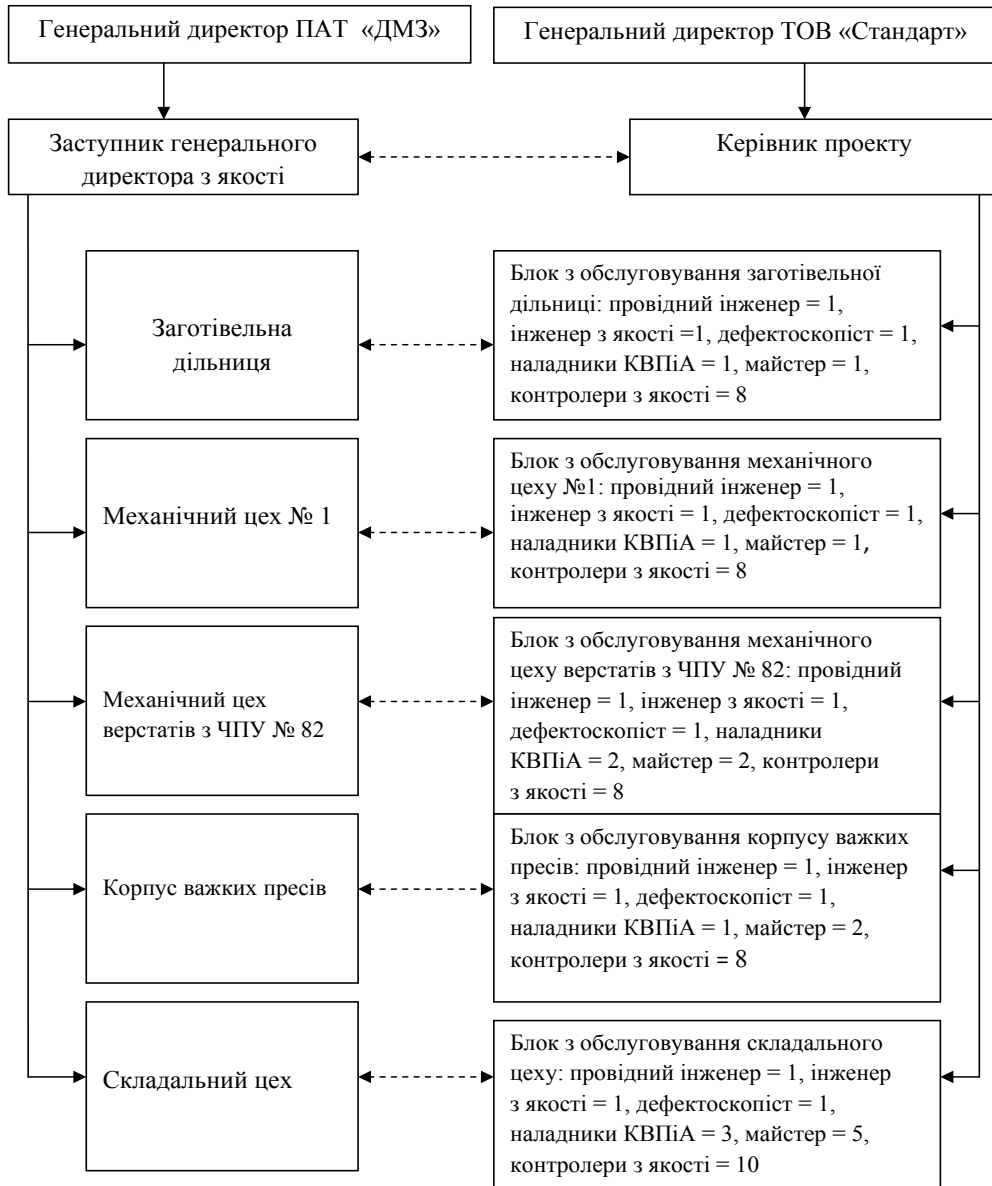 Генеральний директор ПАТ «ДМЗ»
Генеральний директор ТОВ «Стандарт»
Заступник генерального
директора з якості
Керівник проекту
Заготівельна
дільниця
Блок з обслуговування заготівельної
дільниці: провідний інженер = 1,
інженер з якості =1, дефектоскопіст = 1,
наладники КВПіА = 1, майстер = 1,
контролери з якості = 8
Механічний цех № 1
Блок з обслуговування механічного
цеху №1: провідний інженер = 1,
інженер з якості = 1, дефектоскопіст = 1,
наладники КВПіА = 1, майстер = 1,
контролери з якості = 8
Механічний цех
верстатів з ЧПУ № 82
Блок з обслуговування механічного
цеху верстатів з ЧПУ № 82: провідний
інженер = 1, інженер з якості = 1,
дефектоскопіст = 1, наладники
КВПіА = 2, майстер = 2, контролери
з якості = 8
Корпус важких пресів
Блок з обслуговування корпусу важких
пресів: провідний інженер = 1, інженер
з якості = 1, дефектоскопіст = 1,
наладники КВПіА = 1, майстер = 2,
контролери з якості = 8
Складальний цех
Блок з обслуговування складального
цеху: провідний інженер = 1, інженер
з якості = 1, дефектоскопіст = 1,
наладники КВПіА = 3, майстер = 5,
контролери з якості = 10